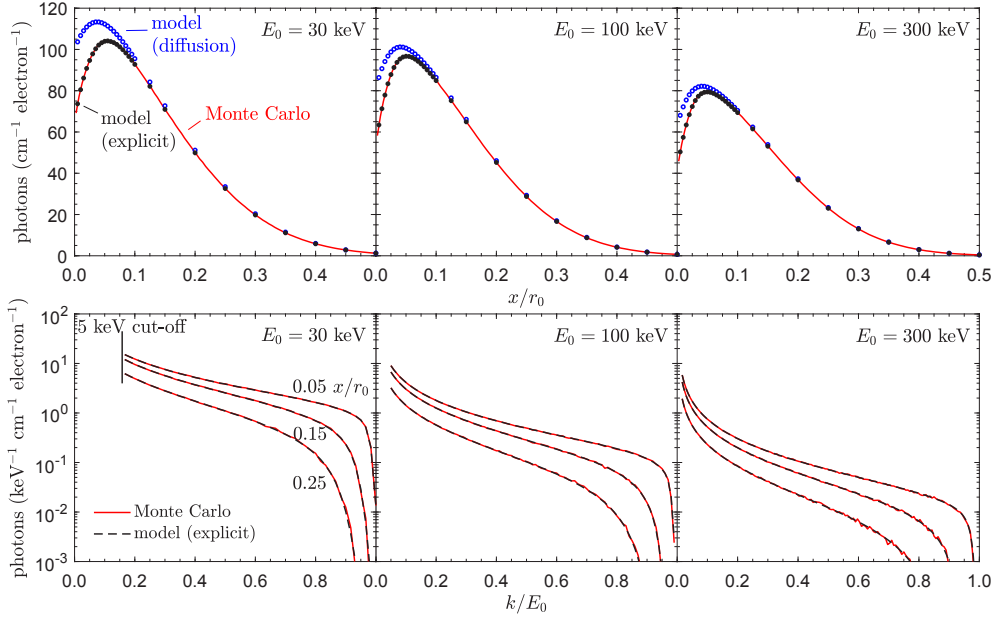 photons (cm⁻¹ electron⁻¹)
120
100
80
60
40
20
0
E₀ = 30 keV
model
(diffusion)
model
(explicit)
Monte Carlo
E₀ = 100 keV
E₀ = 300 keV
0.0 0.1 0.2 0.3 0.4 0.0 0.1 0.2 0.3 0.4 0.0 0.1 0.2 0.3 0.4 0.5
x/r₀
photons (keV⁻¹ cm⁻¹ electron⁻¹)
10²
10¹
10⁰
10⁻¹
10⁻²
10⁻³
5 keV cut-off
E₀ = 30 keV
0.05 x/r₀
0.15
0.25
Monte Carlo
model (explicit)
E₀ = 100 keV
E₀ = 300 keV
0.0 0.2 0.4 0.6 0.8 0.0 0.2 0.4 0.6 0.8 0.0 0.2 0.4 0.6 0.8 1.0
k/E₀